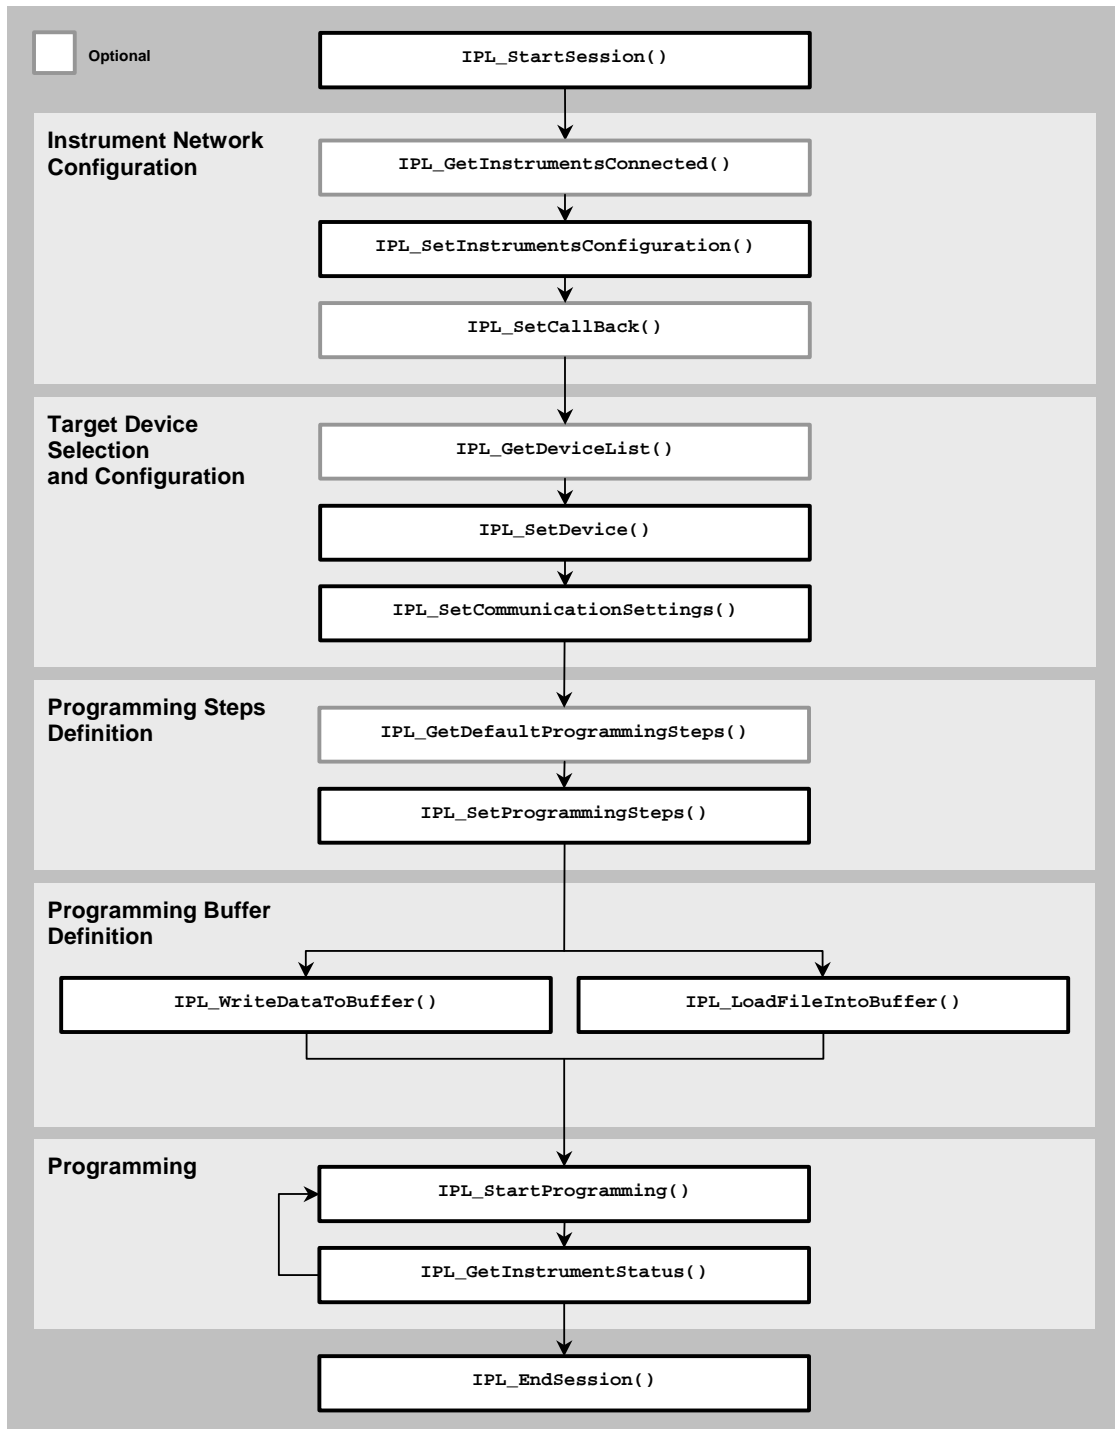 Optional
IPL_StartSession()
Instrument Network
Configuration
IPL_GetInstrumentsConnected()
IPL_SetInstrumentsConfiguration()
IPL_SetCallBack()
Target Device
Selection
and Configuration
IPL_GetDeviceList()
IPL_SetDevice()
IPL_SetCommunicationSettings()
Programming Steps
Definition
IPL_GetDefaultProgrammingSteps()
IPL_SetProgrammingSteps()
Programming Buffer
Definition
IPL_WriteDataToBuffer()
IPL_LoadFileIntoBuffer()
Programming
IPL_StartProgramming()
IPL_GetInstrumentStatus()
IPL_EndSession()